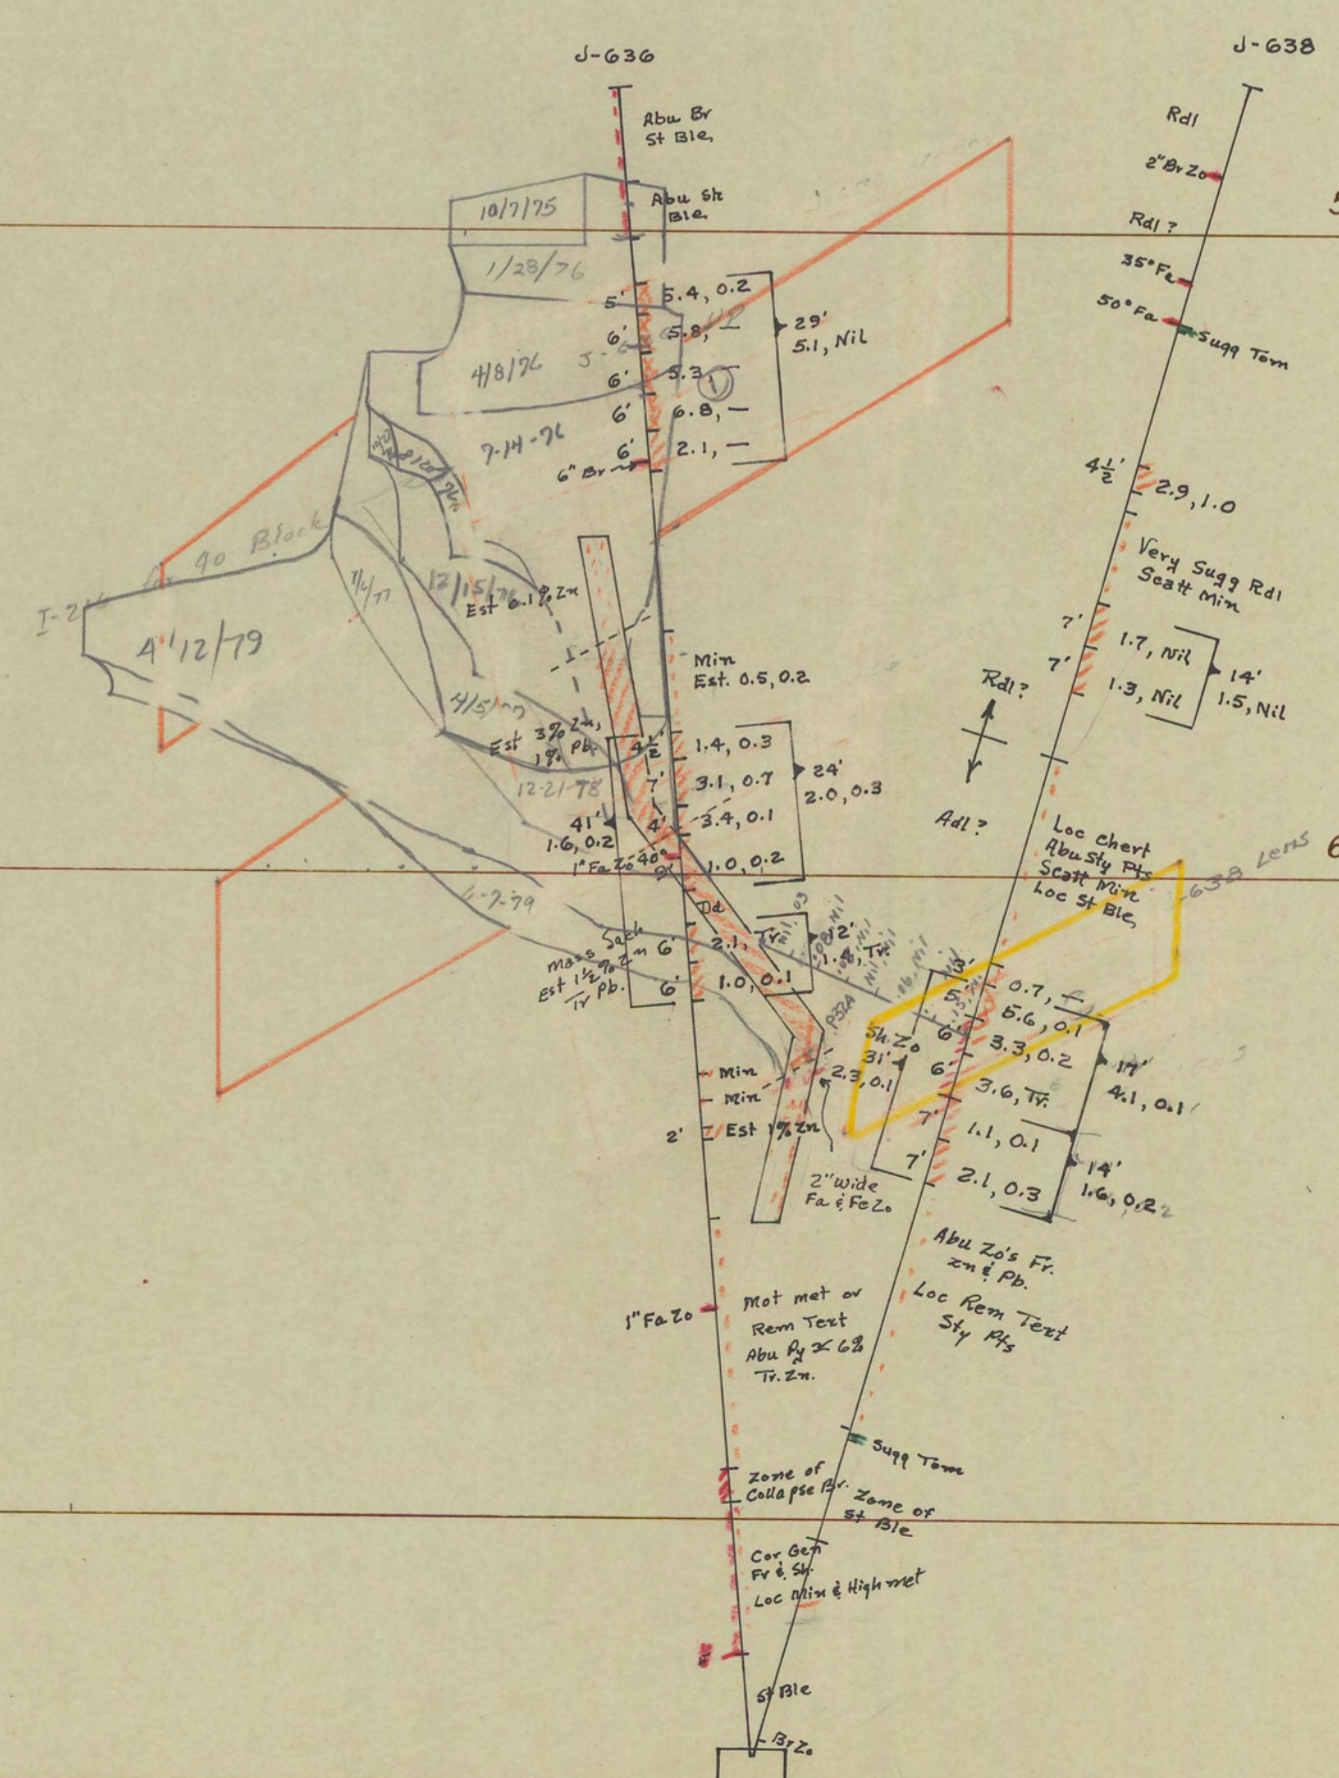 J-636
J-638
Abu Br
St Ble,
Abu Sh
Ble,
10/7/75
1/28/76
4/8/76
7-14-76
5'
5.4, 0.2
6'
5.8, —
6'
5.3, —
①
6'
6.8, —
6'
2.1, —
6" Br
29'
5.1, Nil
90 Block
4/12/79
12/15/76
Est 0.1% Zn
4/5/77
Est 3% Zn,
1% Pb.
12-21-78
Min
Est. 0.5, 0.2
4½'
1.4, 0.3
7'
3.1, 0.7
4'
3.4, 0.1
1.0, 0.2
24'
2.0, 0.3
41'
1.6, 0.2
1" Fa Zo 40°
6-7-79
Dd
Mass Sach
Est 1½% Zn
Tr Pb.
6'
2.1, Tr
6'
1.0, 0.1
12'
P32A
Min
Min
2'
Est 1% Zn
2.3, 0.1
2" Wide
Fa & Fe Zo
1" Fa Zo
Mot met or
Rem Text
Abu Py ≈ 6%
Tr. Zn.
Zone of
Collapse Br.
Cor Gen
Fr & Sh.
Loc Min & High met
St Ble
Br Zo
Rdl
2" Br Zo
Rdl ?
35° Fa
50° Fa
Sugg Tom
4½'
2.9, 1.0
Very Sugg Rdl
Scatt Min
7'
1.7, Nil
7'
1.3, Nil
14'
1.5, Nil
Rdl ?
Adl ?
Loc Chert
Abu Sty Pts
Scatt Min
Loc St Ble,
638 Lens
3'
0.7, —
5'
5.6, 0.1
6'
3.3, 0.2
6'
3.6, Tr.
7'
1.1, 0.1
7'
2.1, 0.3
17'
4.1, 0.1
14'
1.6, 0.2
Sh. Zo
31'
Abu Zo's Fr.
Zn & Pb.
Loc Rem Text
Sty Pts
Sugg Tom
Zone of
St Ble
5
6